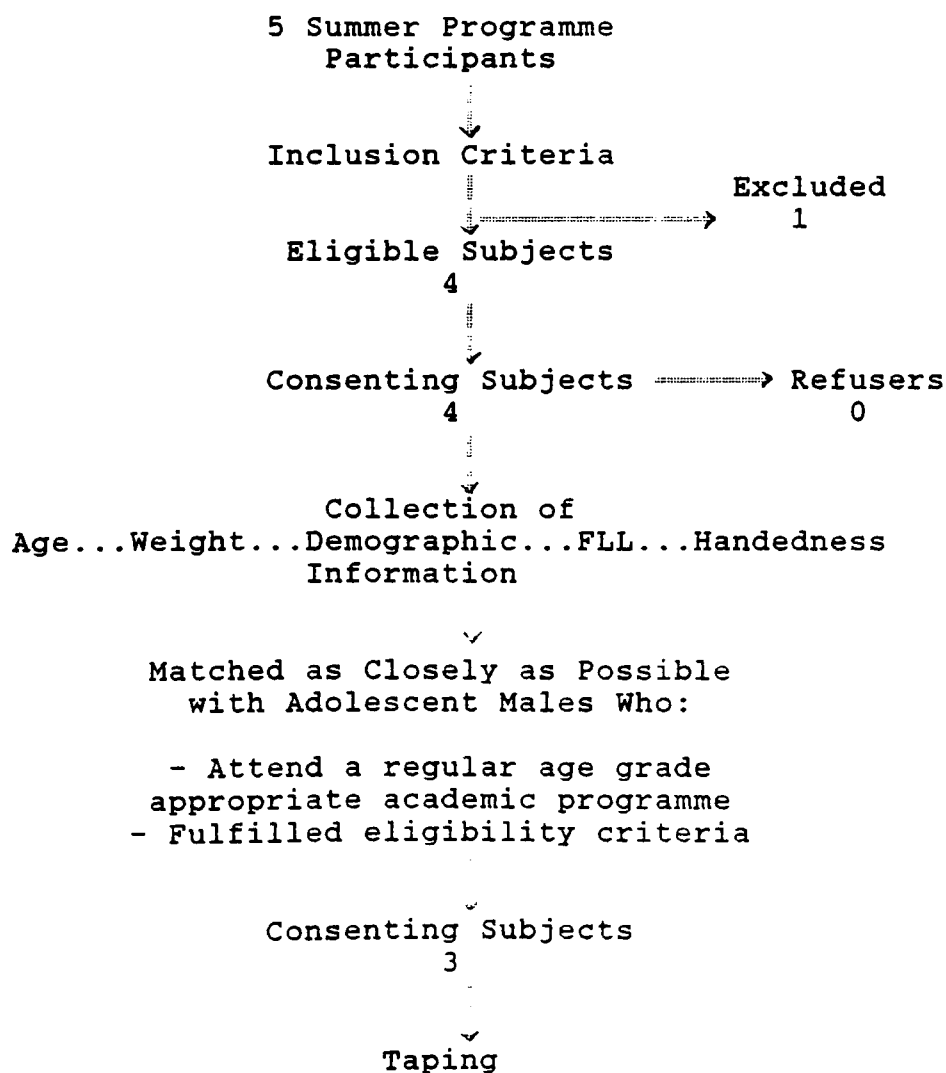 5 Summer Programme
Participants
Inclusion Criteria
Excluded
1
Eligible Subjects
4
Consenting Subjects
Refusers
4
0
Collection of
Age...Weight...Demographic...FLL...Handedness
Information
Matched as Closely as Possible
with Adolescent Males Who:
- Attend a regular age grade
appropriate academic programme
- Fulfilled eligibility criteria
Consenting Subjects
3
Taping